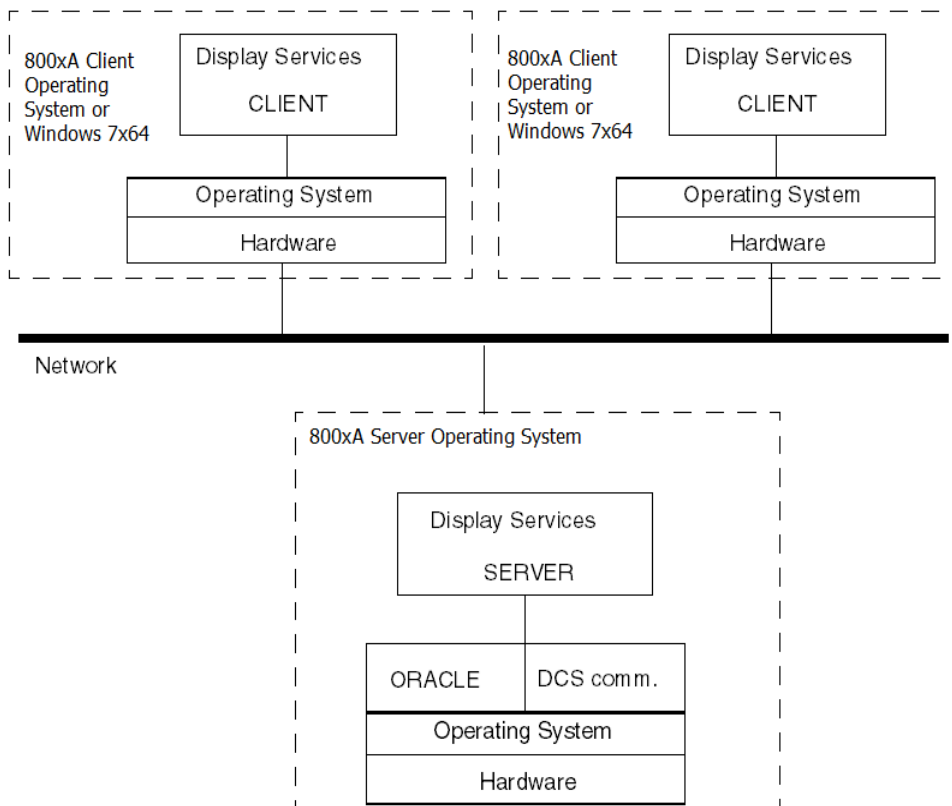 800xA Client
Operating
System or
Windows 7x64
Display Services
CLIENT
Operating System
Hardware
800xA Client
Operating
System or
Windows 7x64
Display Services
CLIENT
Operating System
Hardware
Network
800xA Server Operating System
Display Services
SERVER
ORACLE
DCS comm.
Operating System
Hardware